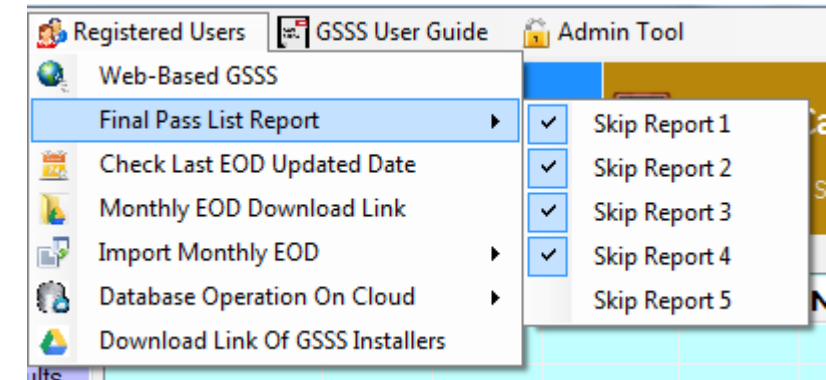 Registered Users GSSS User Guide Admin Tool
Web-Based GSSS
Final Pass List Report
Skip Report 1
Skip Report 2
Skip Report 3
Skip Report 4
Skip Report 5
Check Last EOD Updated Date
Monthly EOD Download Link
Import Monthly EOD
Database Operation On Cloud
Download Link Of GSSS Installers